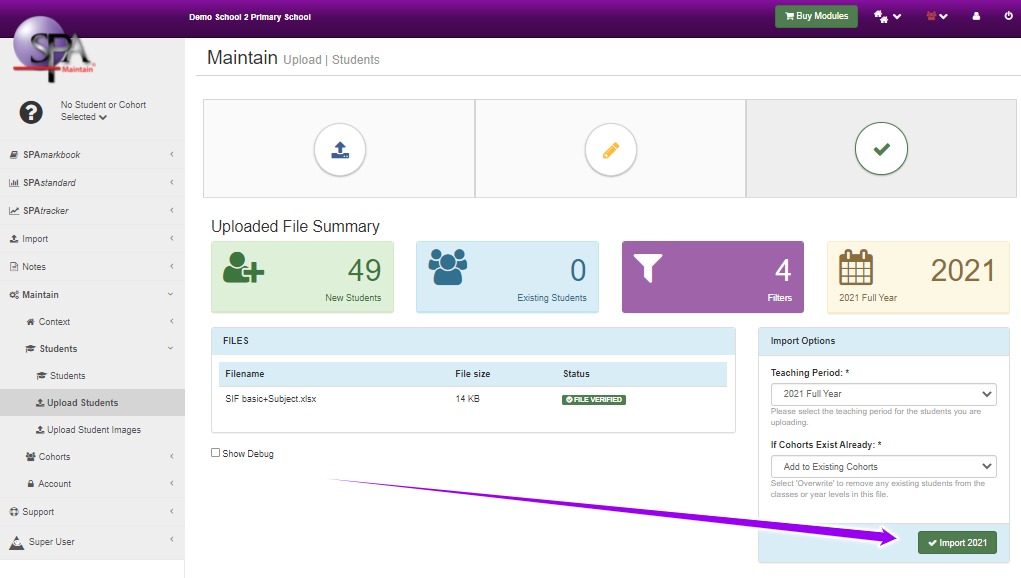 Demo School 2 Primary School
Buy Modules
SPA
Maintain
No Student or Cohort
Selected
SPAmarkbook
SPAstandard
SPAtracker
Import
Notes
Maintain
Context
Students
Students
Upload Students
Upload Student Images
Cohorts
Account
Support
Super User
Maintain Upload | Students
Uploaded File Summary
49
New Students
0
Existing Students
4
Filters
2021
2021 Full Year
FILES
Filename File size Status
SIF basic+Subject.xlsx 14 KB FILE VERIFIED
Show Debug
Import Options
Teaching Period: *
2021 Full Year
Please select the teaching period for the students you are
uploading.
If Cohorts Exist Already: *
Add to Existing Cohorts
Select 'Overwrite' to remove any existing students from the
classes or year levels in this file.
Import 2021